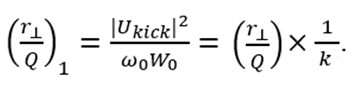 (r⊥/Q)₁ = |U_kick|²/ω₀W₀ = (r⊥/Q) × 1/k.